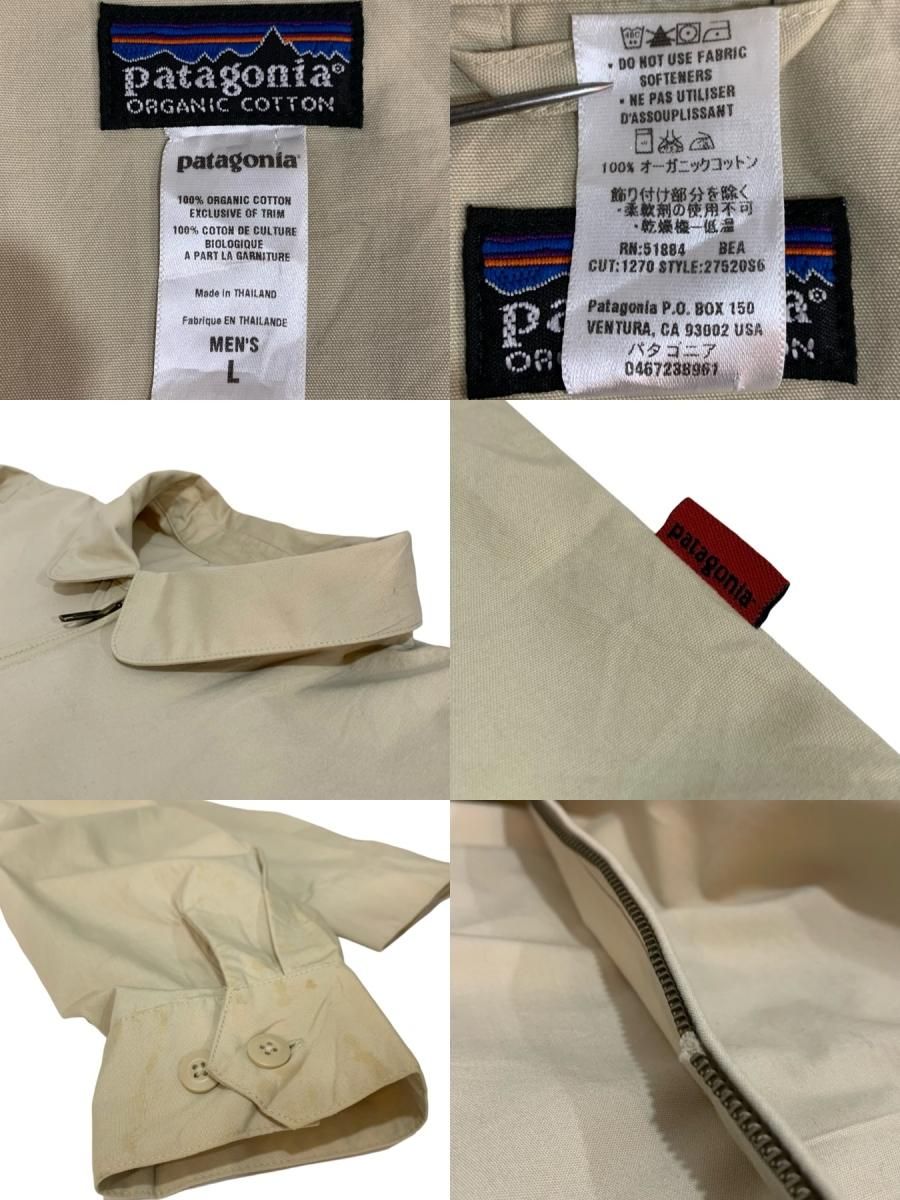 patagonia®
ORGANIC COTTON
patagonia®
100% ORGANIC COTTON
EXCLUSIVE OF TRIM
100% COTON DE CULTURE
BIOLOGIQUE
A PART LA GARNITURE
Made in THAILAND
Fabrique EN THAILANDE
MEN'S
L
• DO NOT USE FABRIC
SOFTENERS
• NE PAS UTILISER
D'ASSOUPLISSANT
100% オーガニックコットン
飾り付け部分を除く
・柔軟剤の使用不可
・乾燥機ー低温
RN:51884 BEA
CUT:1270 STYLE:27520S6
Patagonia P.O. BOX 150
VENTURA, CA 93002 USA
パタゴニア
0467238961
patagonia